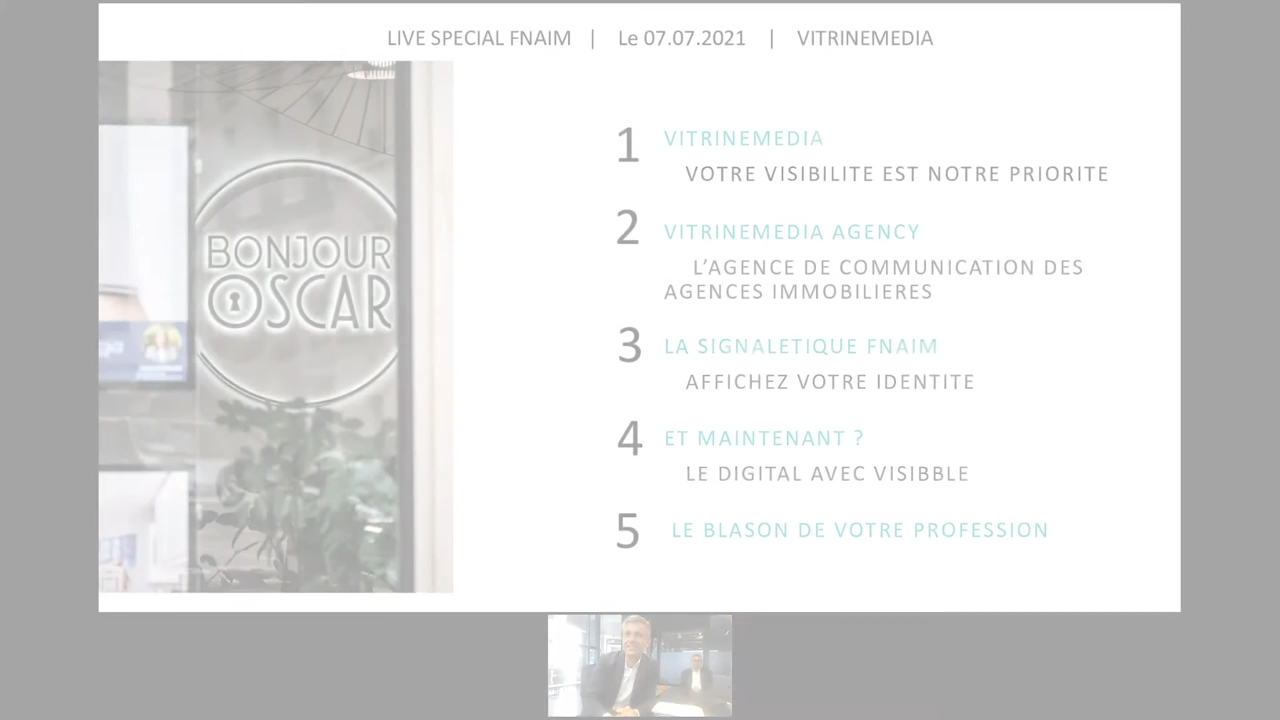 LIVE SPECIAL FNAIM | Le 07.07.2021 | VITRINEMEDIA
BONJOUR
OSCAR
1 VITRINEMEDIA
VOTRE VISIBILITE EST NOTRE PRIORITE
2 VITRINEMEDIA AGENCY
L'AGENCE DE COMMUNICATION DES
AGENCES IMMOBILIERES
3 LA SIGNALETIQUE FNAIM
AFFICHEZ VOTRE IDENTITE
4 ET MAINTENANT ?
LE DIGITAL AVEC VISIBBLE
5 LE BLASON DE VOTRE PROFESSION